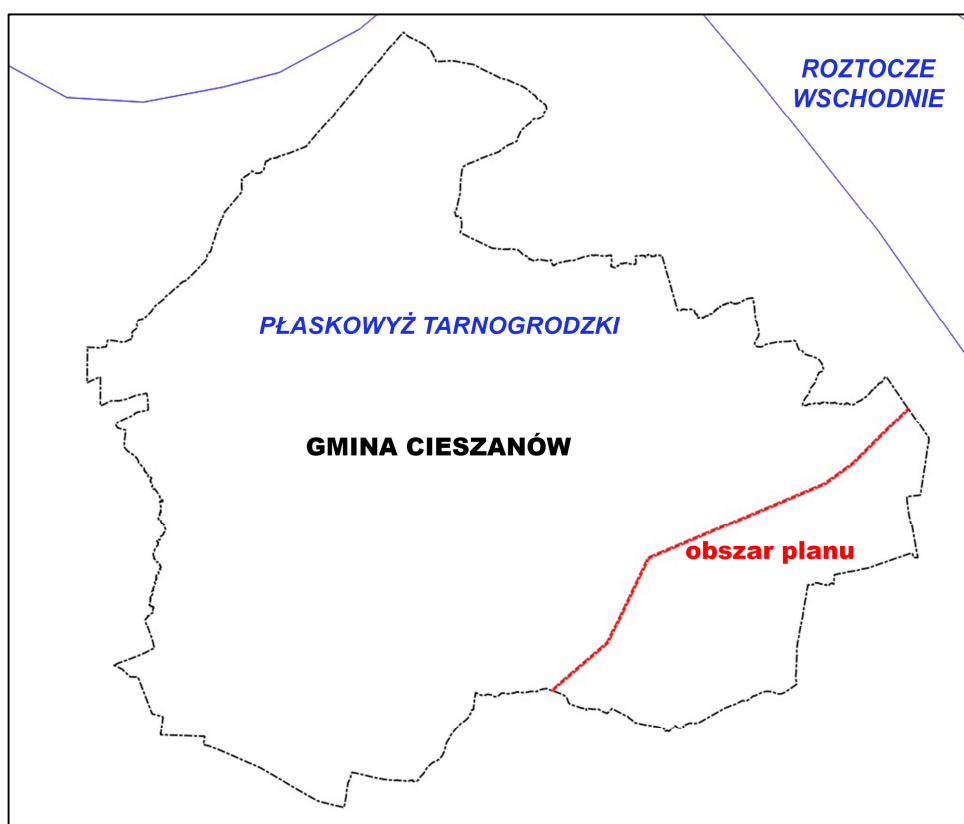 ROZTOCZE
WSCHODNIE
PŁASKOWYŻ TARNOGRODZKI
GMINA CIESZANÓW
obszar planu